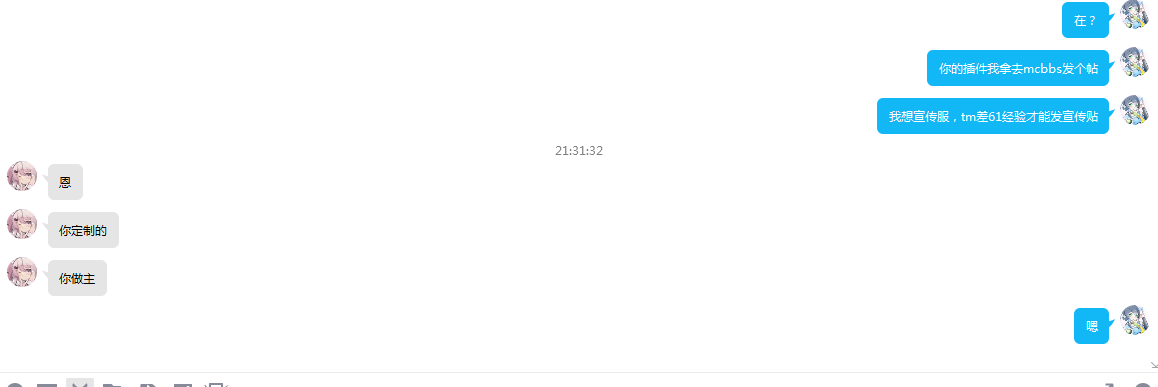 在？
你的插件我拿去mcbbs发个帖
我想宣传服，tm差61经验才能发宣传贴
21:31:32
恩
你定制的
你做主
嗯